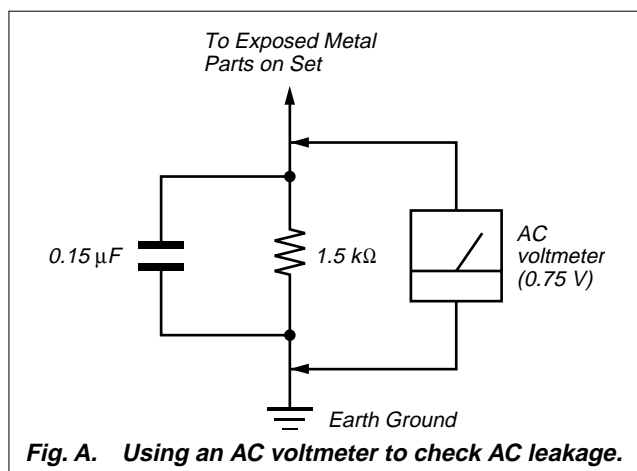 To Exposed Metal
Parts on Set
0.15 µF
1.5 kΩ
AC
voltmeter
(0.75 V)
Earth Ground
Fig. A. Using an AC voltmeter to check AC leakage.